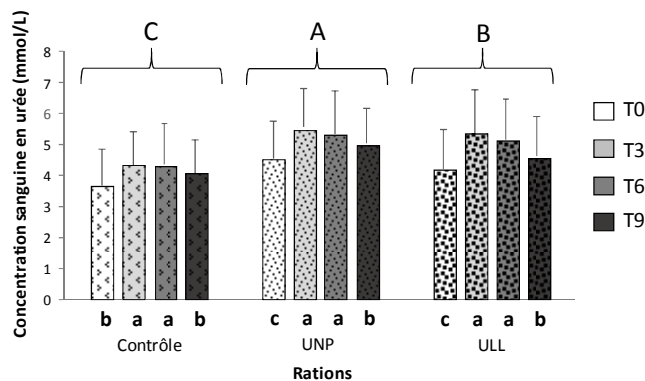 C A B
Concentration sanguine en urée (mmol/L)
8
7
6
5
4
3
2
1
0
T0
T3
T6
T9
b a a b c a a b c a a b
Contrôle UNP ULL
Rations